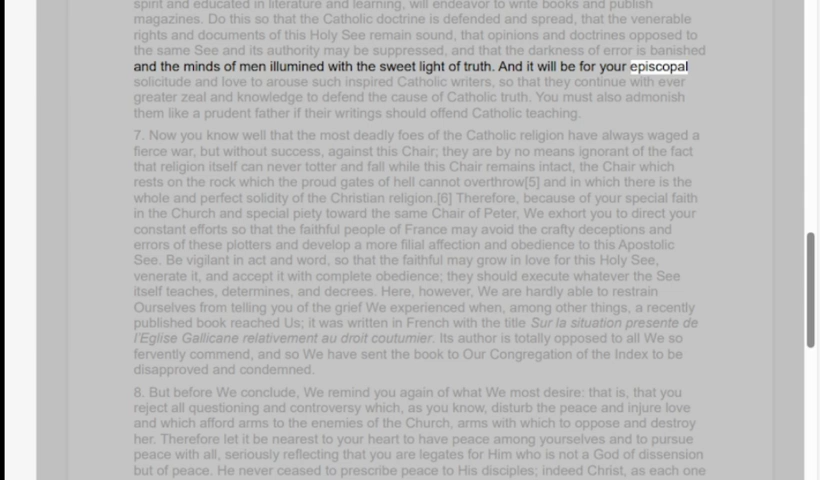 spirit and educated in literature and learning, will endeavor to write books and publish
magazines. Do this so that the Catholic doctrine is defended and spread, that the venerable
rights and documents of this Holy See remain sound, that opinions and doctrines opposed to
the same See and its authority may be suppressed, and that the darkness of error is banished
and the minds of men illumined with the sweet light of truth. And it will be for your episcopal
solicitude and love to arouse such inspired Catholic writers, so that they continue with ever
greater zeal and knowledge to defend the cause of Catholic truth. You must also admonish
them like a prudent father if their writings should offend Catholic teaching.
7. Now you know well that the most deadly foes of the Catholic religion have always waged a
fierce war, but without success, against this Chair; they are by no means ignorant of the fact
that religion itself can never totter and fall while this Chair remains intact, the Chair which
rests on the rock which the proud gates of hell cannot overthrow[5] and in which there is the
whole and perfect solidity of the Christian religion.[6] Therefore, because of your special faith
in the Church and special piety toward the same Chair of Peter, We exhort you to direct your
constant efforts so that the faithful people of France may avoid the crafty deceptions and
errors of these plotters and develop a more filial affection and obedience to this Apostolic
See. Be vigilant in act and word, so that the faithful may grow in love for this Holy See,
venerate it, and accept it with complete obedience; they should execute whatever the See
itself teaches, determines, and decrees. Here, however, We are hardly able to restrain
Ourselves from telling you of the grief We experienced when, among other things, a recently
published book reached Us; it was written in French with the title Sur la situation presente de
l'Eglise Gallicane relativement au droit coutumier. Its author is totally opposed to all We so
fervently commend, and so We have sent the book to Our Congregation of the Index to be
disapproved and condemned.
8. But before We conclude, We remind you again of what We most desire: that is, that you
reject all questioning and controversy which, as you know, disturb the peace and injure love
and which afford arms to the enemies of the Church, arms with which to oppose and destroy
her. Therefore let it be nearest to your heart to have peace among yourselves and to pursue
peace with all, seriously reflecting that you are legates for Him who is not a God of dissension
but of peace. He never ceased to prescribe peace to His disciples; indeed Christ, as each one